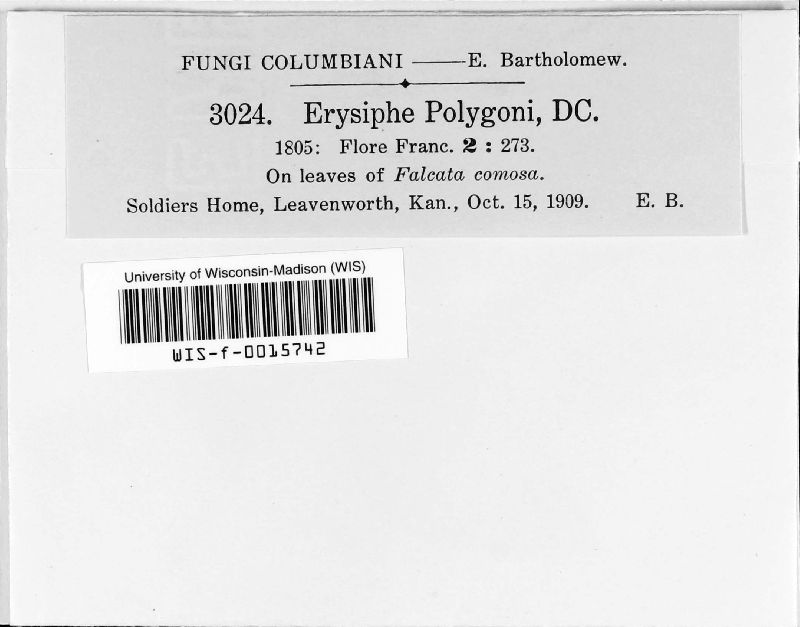 FUNGI COLUMBIANI ——— E. Bartholomew.
3024. Erysiphe Polygoni, DC.
1805: Flore Franc. 2 : 273.
On leaves of Falcata comosa.
Soldiers Home, Leavenworth, Kan., Oct. 15, 1909. E. B.
University of Wisconsin-Madison (WIS)
WIS-f-0015742